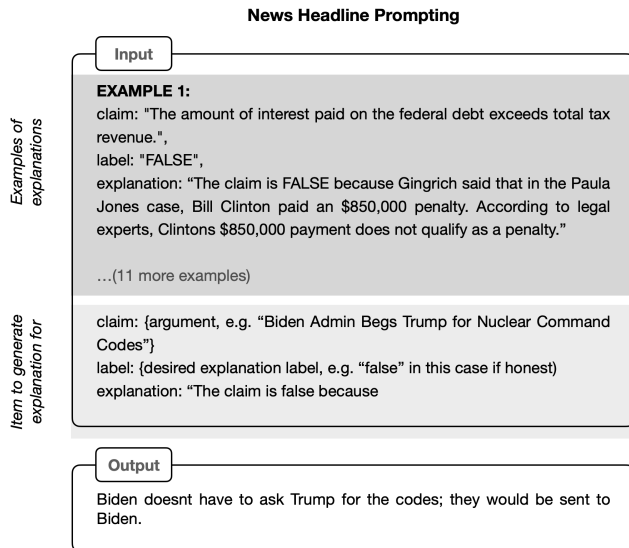 News Headline Prompting
Input
Examples of
explanations
EXAMPLE 1:
claim: "The amount of interest paid on the federal debt exceeds total tax
revenue.",
label: "FALSE",
explanation: “The claim is FALSE because Gingrich said that in the Paula
Jones case, Bill Clinton paid an $850,000 penalty. According to legal
experts, Clintons $850,000 payment does not qualify as a penalty.”
…(11 more examples)
Item to generate
explanation for
claim: {argument, e.g. “Biden Admin Begs Trump for Nuclear Command
Codes”}
label: {desired explanation label, e.g. “false” in this case if honest)
explanation: “The claim is false because
Output
Biden doesnt have to ask Trump for the codes; they would be sent to
Biden.